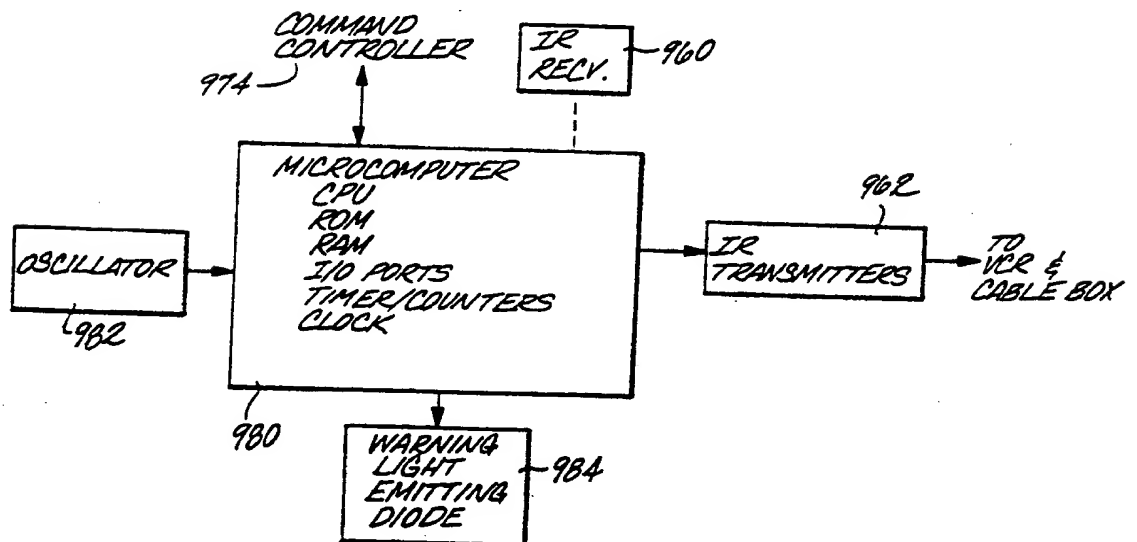 COMMAND
CONTROLLER
974
IR
RECV.
960
MICROCOMPUTER
CPU
ROM
RAM
I/O PORTS
TIMER/COUNTERS
CLOCK
980
OSCILLATOR
982
IR
TRANSMITTERS
962
TO
VCR &
CABLE BOX
WARNING
LIGHT
EMITTING
DIODE
984